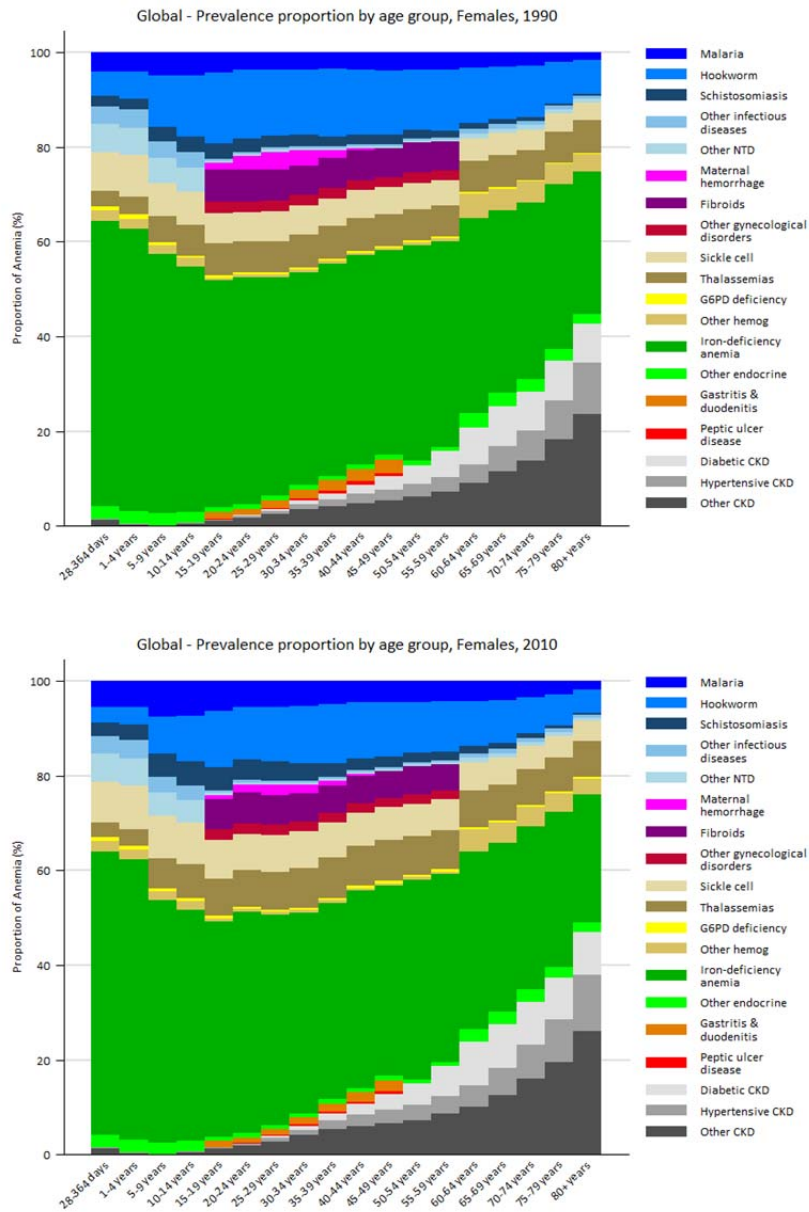 Global - Prevalence proportion by age group, Females, 1990
Proportion of Anemia (%)
100
80
60
40
20
0
28-364 days
1-4 years
5-9 years
10-14 years
15-19 years
20-24 years
25-29 years
30-34 years
35-39 years
40-44 years
45-49 years
50-54 years
55-59 years
60-64 years
65-69 years
70-74 years
75-79 years
80+ years
Malaria
Hookworm
Schistosomiasis
Other infectious
diseases
Other NTD
Maternal
hemorrhage
Fibroids
Other gynecological
disorders
Sickle cell
Thalassemias
G6PD deficiency
Other hemog
Iron-deficiency
anemia
Other endocrine
Gastritis &
duodenitis
Peptic ulcer
disease
Diabetic CKD
Hypertensive CKD
Other CKD
Global - Prevalence proportion by age group, Females, 2010
Proportion of Anemia (%)
100
80
60
40
20
0
28-364 days
1-4 years
5-9 years
10-14 years
15-19 years
20-24 years
25-29 years
30-34 years
35-39 years
40-44 years
45-49 years
50-54 years
55-59 years
60-64 years
65-69 years
70-74 years
75-79 years
80+ years
Malaria
Hookworm
Schistosomiasis
Other infectious
diseases
Other NTD
Maternal
hemorrhage
Fibroids
Other gynecological
disorders
Sickle cell
Thalassemias
G6PD deficiency
Other hemog
Iron-deficiency
anemia
Other endocrine
Gastritis &
duodenitis
Peptic ulcer
disease
Diabetic CKD
Hypertensive CKD
Other CKD